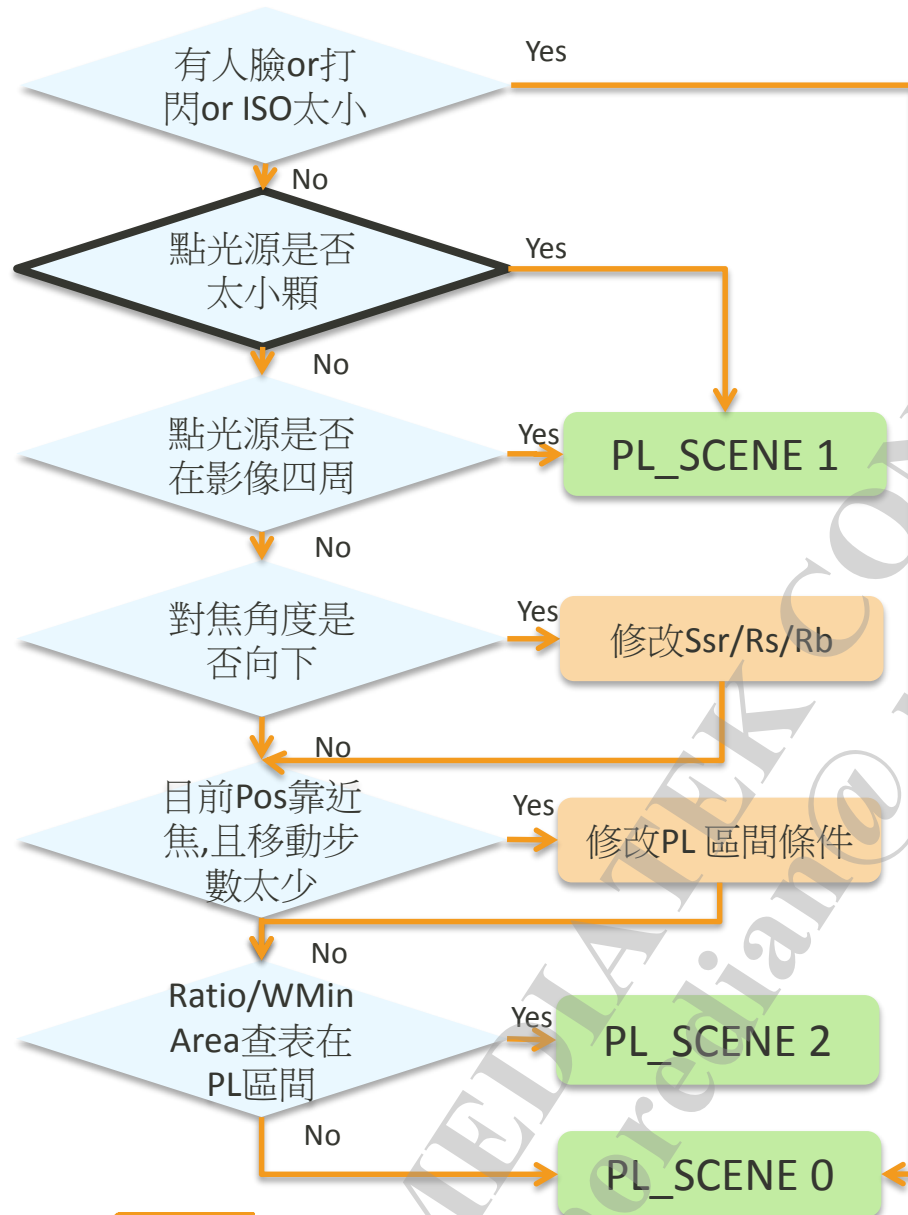 有人臉or打
閃or ISO太小
Yes
No
點光源是否
太小顆
Yes
No
點光源是否
在影像四周
Yes
PL_SCENE 1
No
對焦角度是
否向下
Yes
修改Ssr/Rs/Rb
No
目前Pos靠近
焦,且移動步
數太少
Yes
修改PL 區間條件
No
Ratio/WMin
Area查表在
PL區間
Yes
PL_SCENE 2
No
PL_SCENE 0
MEDIATEK CON
oredian@